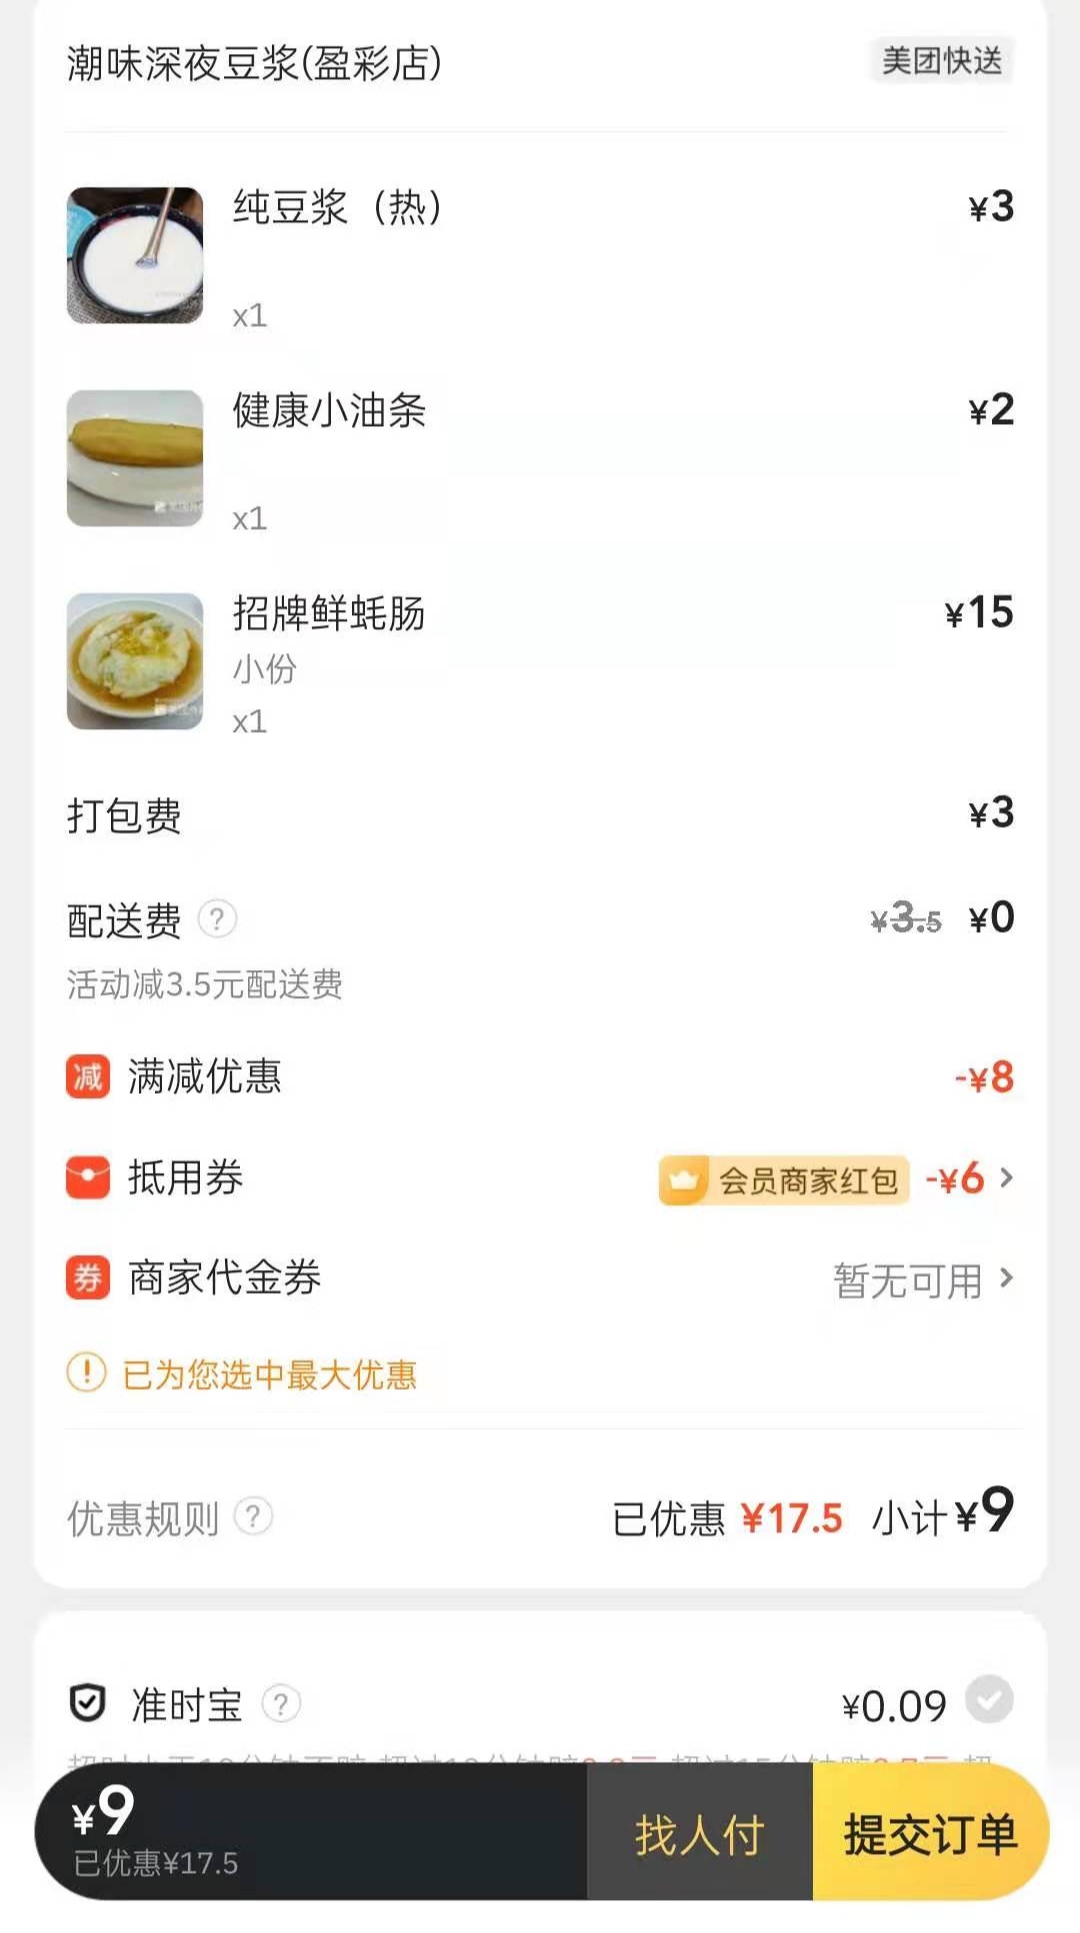 潮味深夜豆浆(盈彩店) 美团快送
纯豆浆（热） ¥3
x1
健康小油条 ¥2
x1
招牌鲜蚝肠 ¥15
小份
x1
打包费 ¥3
配送费 ? ¥3.5 ¥0
活动减3.5元配送费
减 满减优惠 -¥8
抵用券 会员商家红包 -¥6 >
券 商家代金券 暂无可用 >
! 已为您选中最大优惠
优惠规则 ? 已优惠 ¥17.5 小计 ¥9
准时宝 ? ¥0.09
¥9
已优惠¥17.5
找人付
提交订单